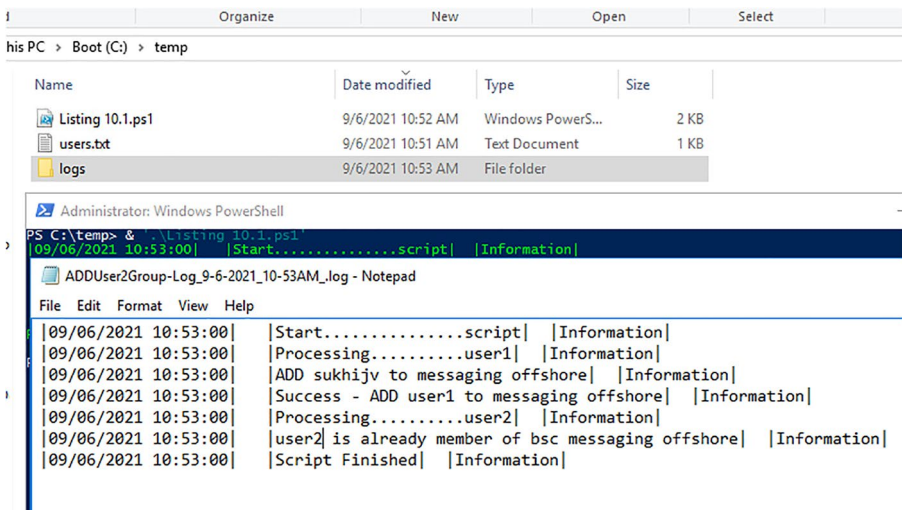 Organize New Open Select
his PC > Boot (C:) > temp
Name Date modified Type Size
Listing 10.1.ps1 9/6/2021 10:52 AM Windows PowerS... 2 KB
users.txt 9/6/2021 10:51 AM Text Document 1 KB
logs 9/6/2021 10:53 AM File folder
Administrator: Windows PowerShell
PS C:\temp> & '.\Listing 10.1.ps1'
|09/06/2021 10:53:00| |Start...............script| |Information|
ADDUser2Group-Log_9-6-2021_10-53AM_.log - Notepad
File Edit Format View Help
|09/06/2021 10:53:00| |Start...............script| |Information|
|09/06/2021 10:53:00| |Processing..........user1| |Information|
|09/06/2021 10:53:00| |ADD sukhijv to messaging offshore| |Information|
|09/06/2021 10:53:00| |Success - ADD user1 to messaging offshore| |Information|
|09/06/2021 10:53:00| |Processing..........user2| |Information|
|09/06/2021 10:53:00| |user2 is already member of bsc messaging offshore| |Information|
|09/06/2021 10:53:00| |Script Finished| |Information|